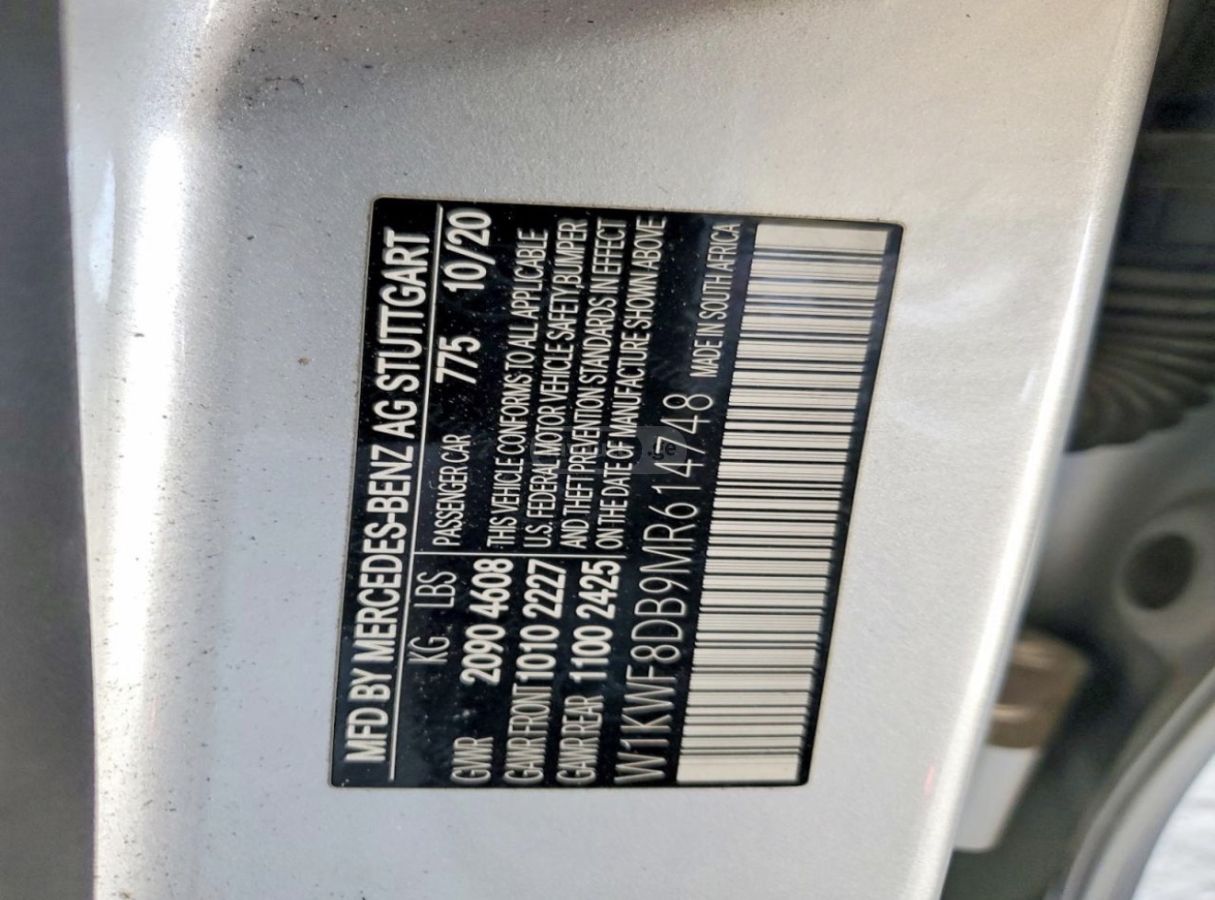 MFD BY MERCEDES-BENZ AG STUTTGART
KG LBS PASSENGER CAR 775 10/20
GVWR 2090 4608 THIS VEHICLE CONFORMS TO ALL APPLICABLE
GAWR FRONT 1010 2227 U.S. FEDERAL MOTOR VEHICLE SAFETY,BUMPER
GAWR REAR 1100 2425 AND THEFT PREVENTION STANDARDS IN EFFECT
ON THE DATE OF MANUFACTURE SHOWN ABOVE:
W1KWF8DB9MR614748 MADE IN SOUTH AFRICA
.ge